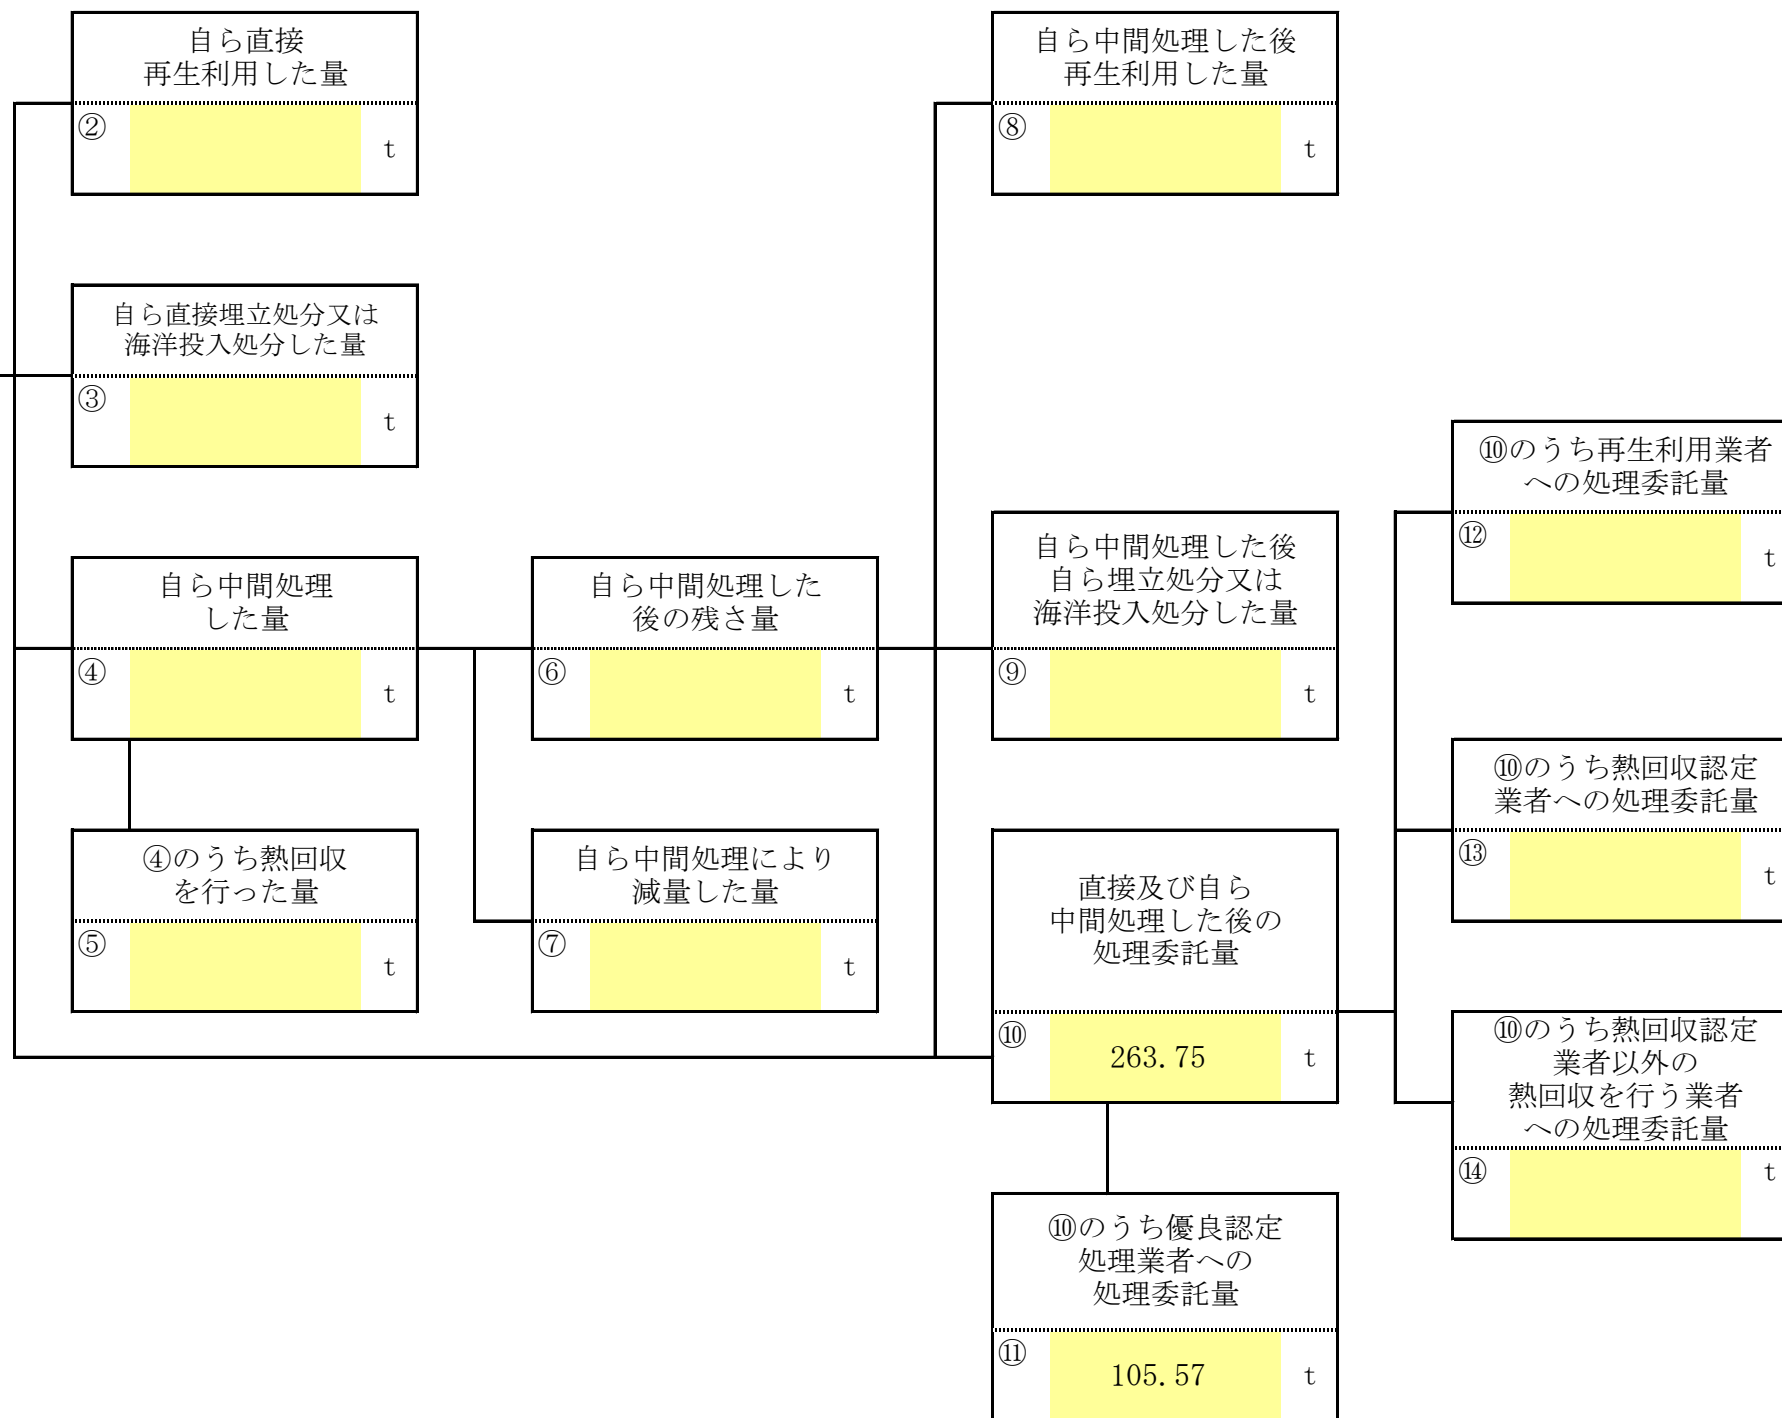 自ら直接
再生利用した量
②
t
自ら中間処理した後
再生利用した量
⑧
t
自ら直接埋立処分又は
海洋投入処分した量
③
t
⑩のうち再生利用業者
への処理委託量
⑫
t
自ら中間処理
した量
④
t
自ら中間処理した
後の残さ量
⑥
t
自ら中間処理した後
自ら埋立処分又は
海洋投入処分した量
⑨
t
⑩のうち熱回収認定
業者への処理委託量
⑬
t
④のうち熱回収
を行った量
⑤
t
自ら中間処理により
減量した量
⑦
t
直接及び自ら
中間処理した後の
処理委託量
⑩
263.75
t
⑩のうち熱回収認定
業者以外の
熱回収を行う業者
への処理委託量
⑭
t
⑩のうち優良認定
処理業者への
処理委託量
⑪
105.57
t